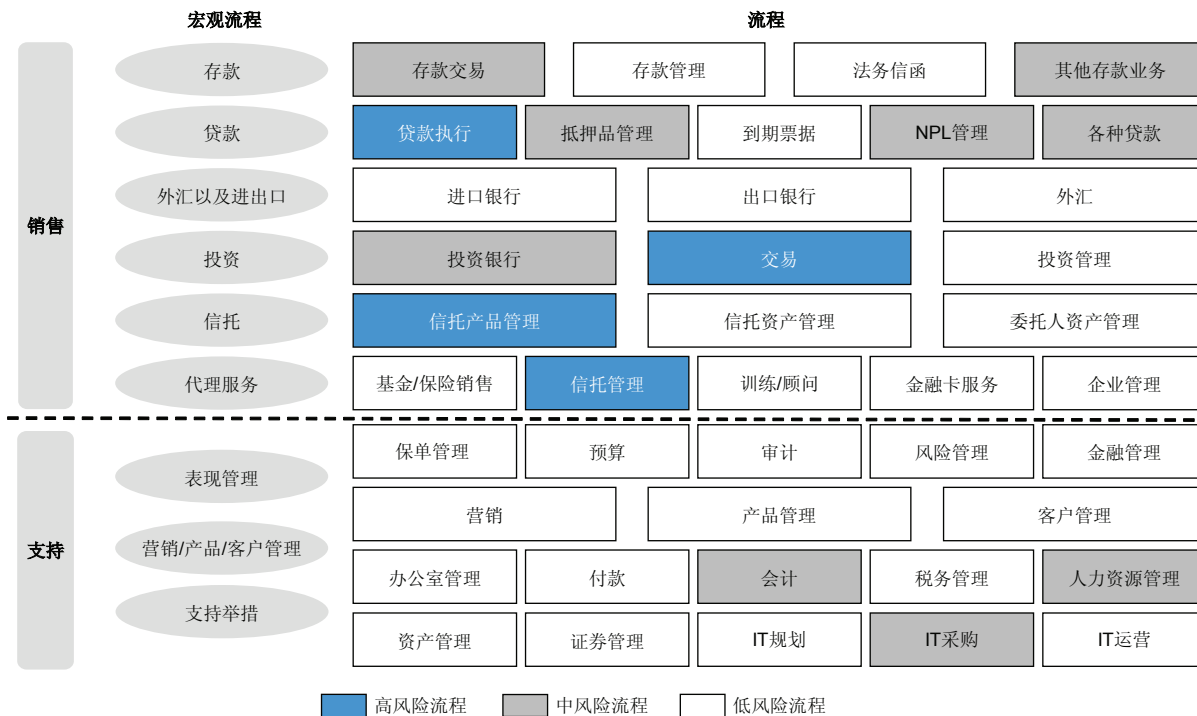 宏观流程
流程
销售
存款
存款交易
存款管理
法务信函
其他存款业务
贷款
贷款执行
抵押品管理
到期票据
NPL管理
各种贷款
外汇以及进出口
进口银行
出口银行
外汇
投资
投资银行
交易
投资管理
信托
信托产品管理
信托资产管理
委托人资产管理
代理服务
基金/保险销售
信托管理
训练/顾问
金融卡服务
企业管理
支持
表现管理
保单管理
预算
审计
风险管理
金融管理
营销/产品/客户管理
营销
产品管理
客户管理
支持举措
办公室管理
付款
会计
税务管理
人力资源管理
资产管理
证券管理
IT规划
IT采购
IT运营
高风险流程
中风险流程
低风险流程